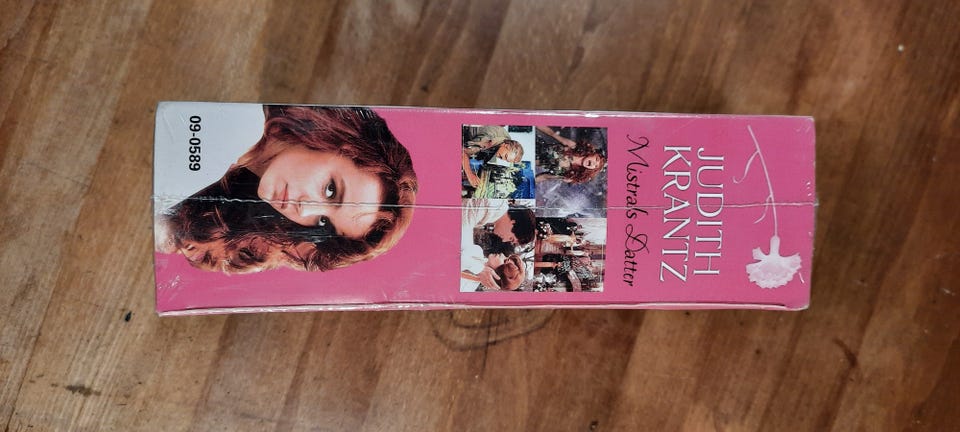 JUDITH
KRANTZ
Mistrals Datter
09-0589